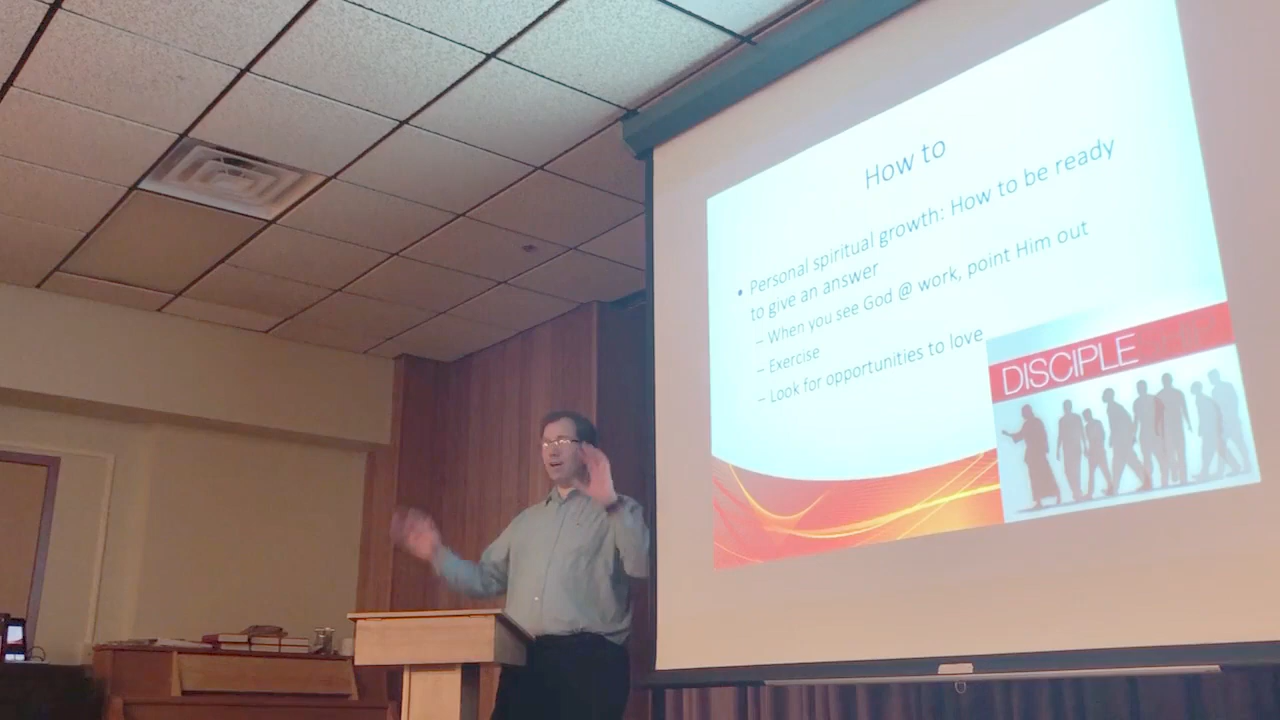 How to
• Personal spiritual growth: How to be ready
to give an answer
– When you see God @ work, point Him out
– Exercise
– Look for opportunities to love
DISCIPLE